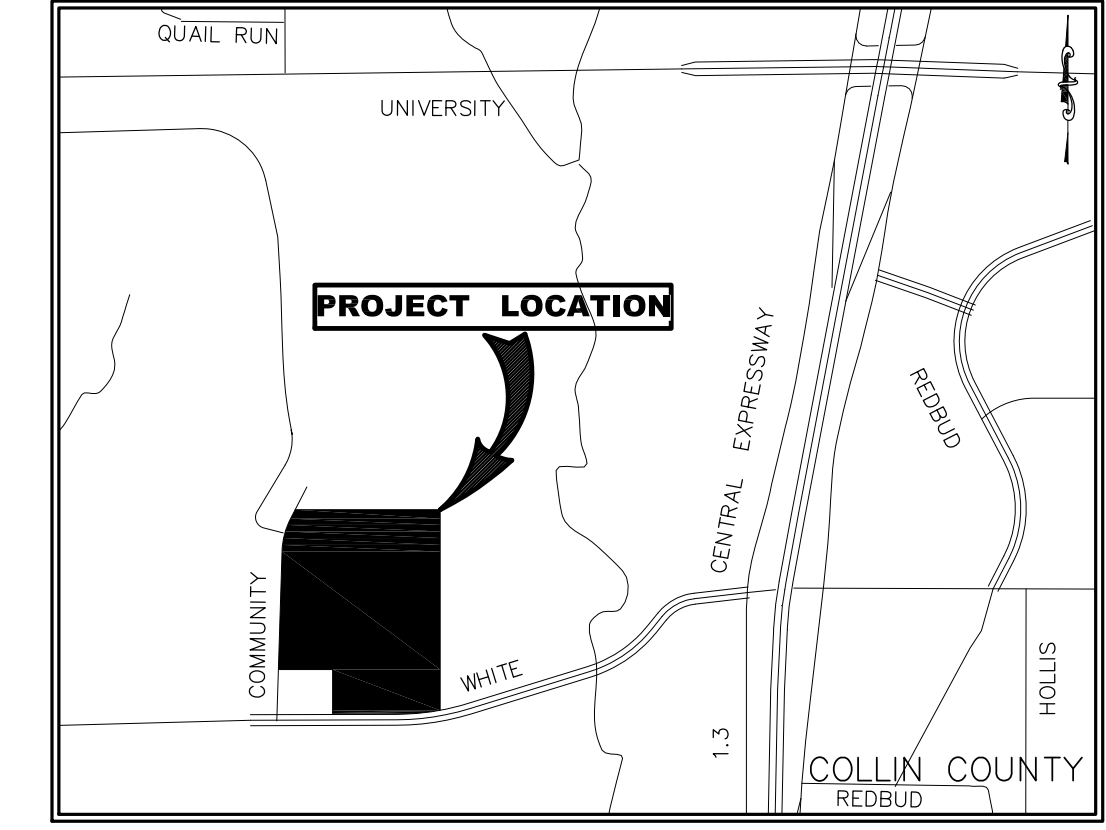 QUAIL RUN
UNIVERSITY
PROJECT LOCATION
CENTRAL EXPRESSWAY
REDBUD
COMMUNITY
WHITE
HOLLIS
1.3
COLLIN COUNTY
REDBUD